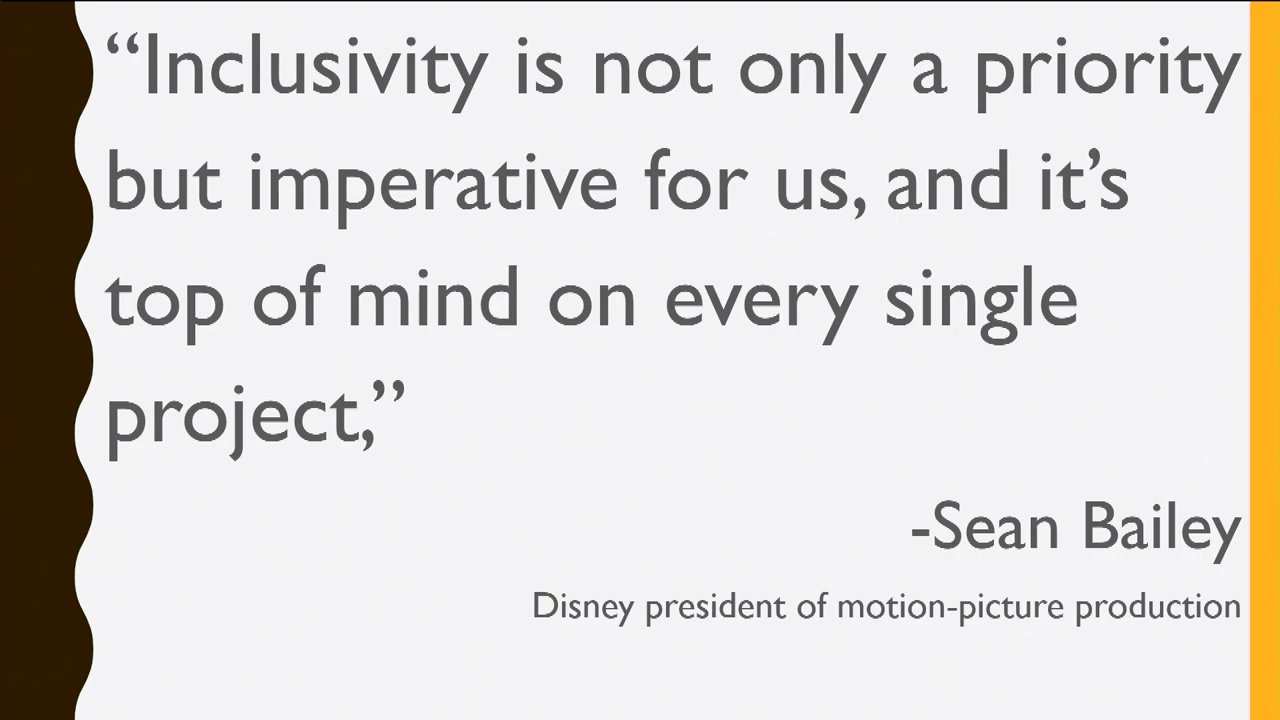 “Inclusivity is not only a priority
but imperative for us, and it’s
top of mind on every single
project,”
-Sean Bailey
Disney president of motion-picture production